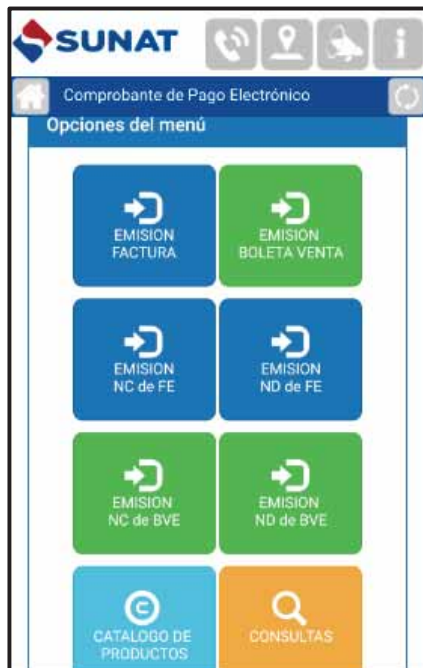 SUNAT
Comprobante de Pago Electrónico
Opciones del menú
EMISION
FACTURA
EMISION
BOLETA VENTA
EMISION
NC de FE
EMISION
ND de FE
EMISION
NC de BVE
EMISION
ND de BVE
CATALOGO DE
PRODUCTOS
CONSULTAS